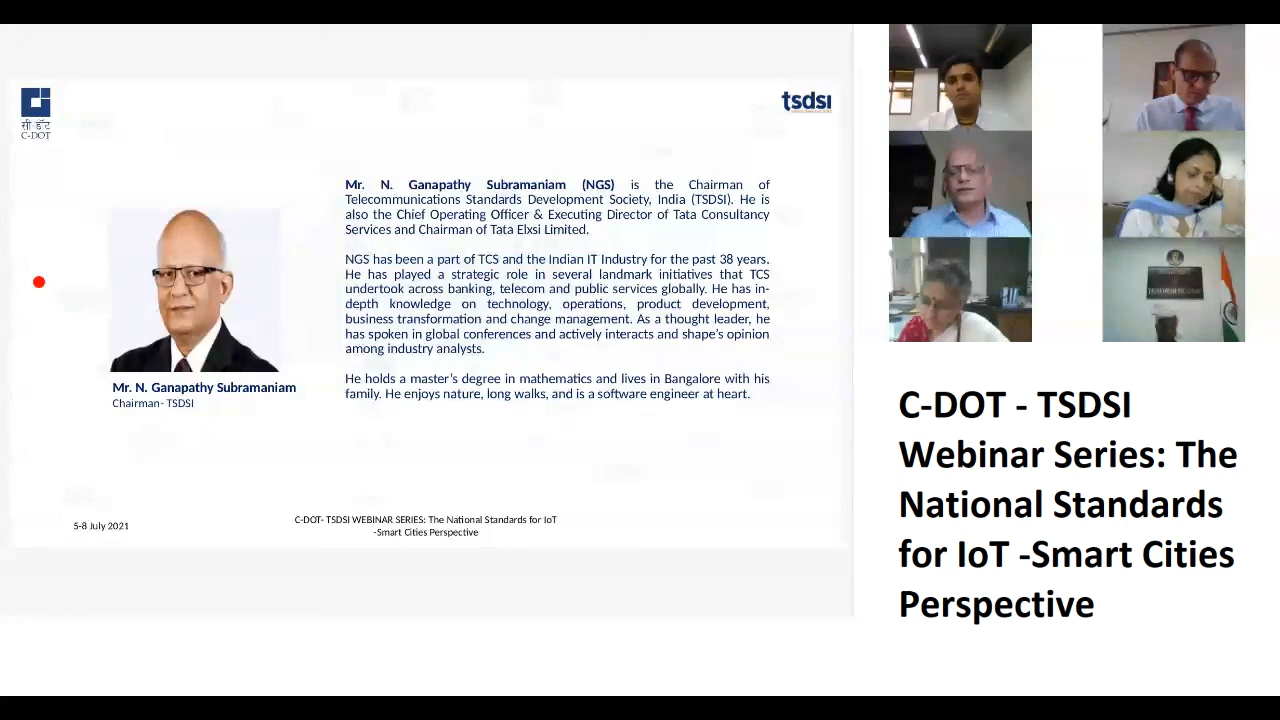 सी-डॉट
C-DOT
tsdsi
Mr. N. Ganapathy Subramaniam (NGS) is the Chairman of
Telecommunications Standards Development Society, India (TSDSI). He is
also the Chief Operating Officer & Executing Director of Tata Consultancy
Services and Chairman of Tata Elxsi Limited.
NGS has been a part of TCS and the Indian IT Industry for the past 38 years.
He has played a strategic role in several landmark initiatives that TCS
undertook across banking, telecom and public services globally. He has in-
depth knowledge on technology, operations, product development,
business transformation and change management. As a thought leader, he
has spoken in global conferences and actively interacts and shape's opinion
among industry analysts.
He holds a master's degree in mathematics and lives in Bangalore with his
family. He enjoys nature, long walks, and is a software engineer at heart.
Mr. N. Ganapathy Subramaniam
Chairman- TSDSI
5-8 July 2021
C-DOT- TSDSI WEBINAR SERIES: The National Standards for IoT
-Smart Cities Perspective
C-DOT - TSDSI
Webinar Series: The
National Standards
for IoT -Smart Cities
Perspective